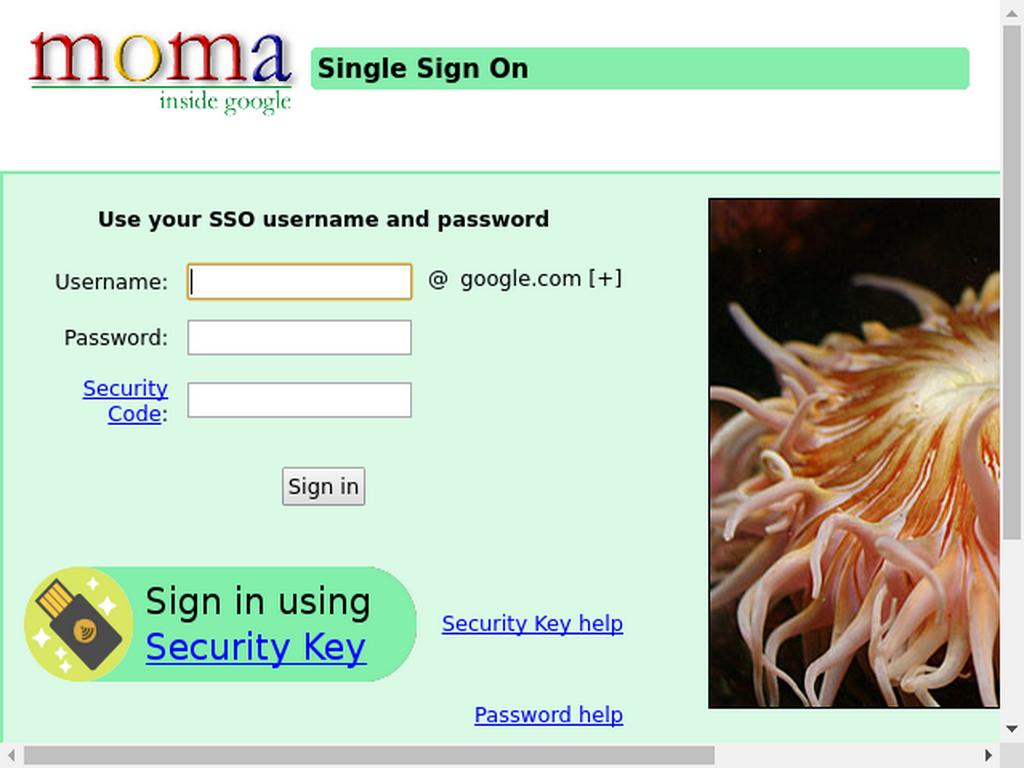 moma
inside google
Single Sign On
Use your SSO username and password
Username:
@ google.com [+]
Password:
Security
Code:
Sign in
Sign in using
Security Key
Security Key help
Password help